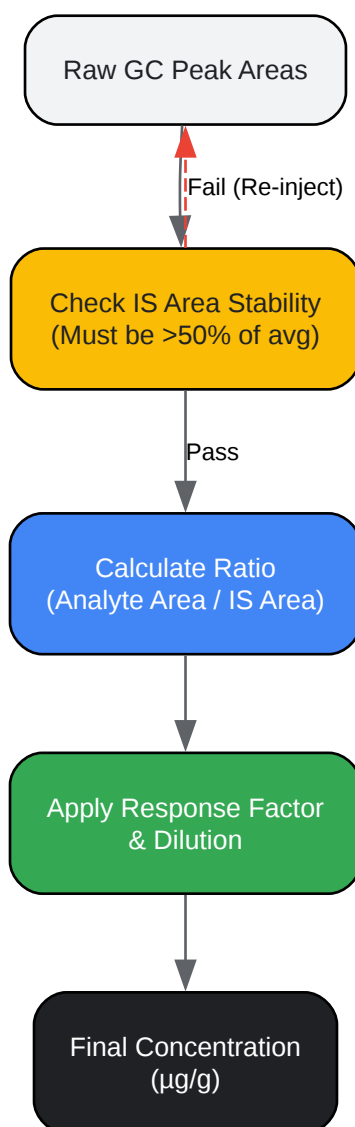 Raw GC Peak Areas
Fail (Re-inject)
Check IS Area Stability
(Must be >50% of avg)
Pass
Calculate Ratio
(Analyte Area / IS Area)
Apply Response Factor
& Dilution
Final Concentration
(µg/g)